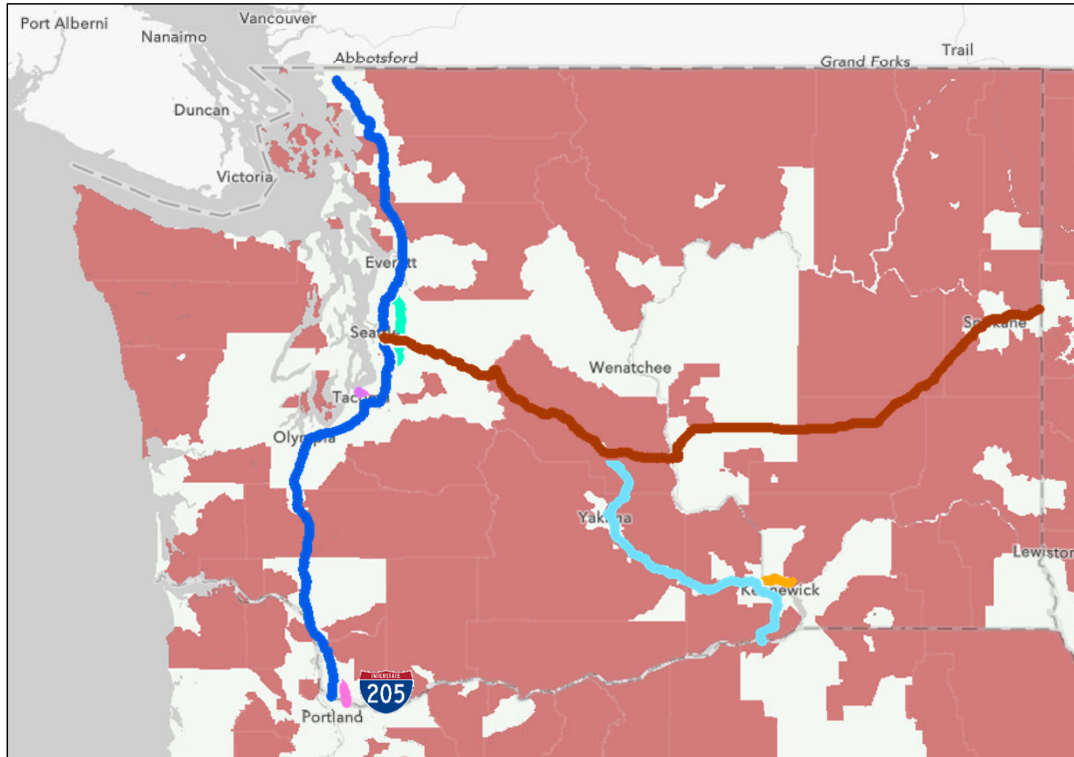 Port Alberni
Vancouver
Nanaimo
Abbotsford
Trail
Grand Forks
Duncan
Victoria
Everett
Seattle
Spokane
Wenatchee
Tacoma
Olympia
Yakima
Lewiston
Kennewick
INTERSTATE
205
Portland